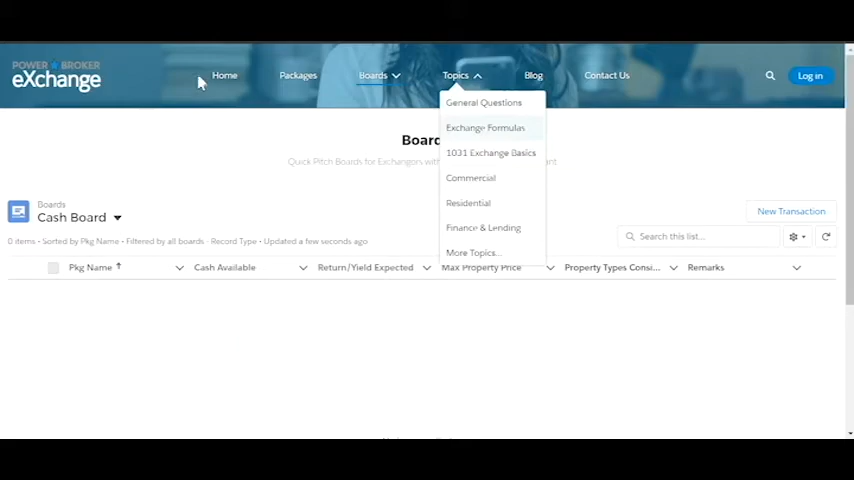 POWER BROKER
eXchange
Home Packages Boards Topics Blog Contact Us Log in
General Questions
Exchange Formulas
1031 Exchange Basics
Commercial
Residential
Finance & Lending
More Topics...
Board
Quick Pitch Boards for Exchangers with
Boards
Cash Board
New Transaction
0 items • Sorted by Pkg Name • Filtered by all boards - Record Type • Updated a few seconds ago
Search this list...
Pkg Name Cash Available Return/Yield Expected Max Property Price Property Types Consi... Remarks